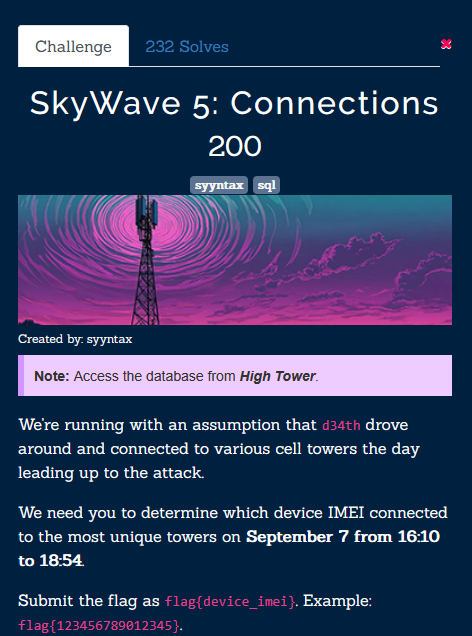 Challenge
232 Solves
✖
SkyWave 5: Connections
200
syyntax sql
Created by: syyntax
Note: Access the database from High Tower.
We're running with an assumption that d34th drove
around and connected to various cell towers the day
leading up to the attack.
We need you to determine which device IMEI connected
to the most unique towers on September 7 from 16:10
to 18:54.
Submit the flag as flag{device_imei}. Example:
flag{123456789012345}.